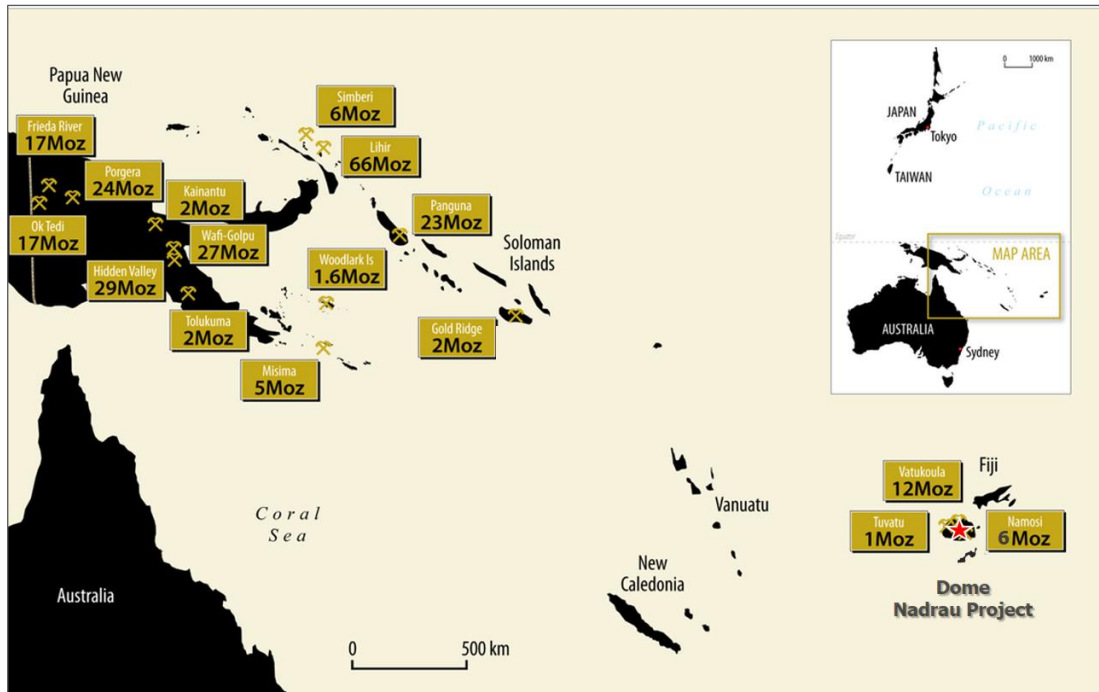 Papua New
Guinea
Frieda River
17Moz
Porgera
24Moz
Ok Tedi
17Moz
Kainantu
2Moz
Wafi-Golpu
27Moz
Hidden Valley
29Moz
Tolukuma
2Moz
Misima
5Moz
Simberi
6Moz
Lihir
66Moz
Panguna
23Moz
Woodlark Is
1.6Moz
Soloman
Islands
Gold Ridge
2Moz
Coral
Sea
Australia
0 500 km
New
Caledonia
Vanuatu
Fiji
Vatukoula
12Moz
Tuvatu
1Moz
Namosi
6Moz
Dome
Nadrau Project
0 1000 km
JAPAN
Tokyo
Pacific
Ocean
TAIWAN
Equator
MAP AREA
AUSTRALIA
Sydney